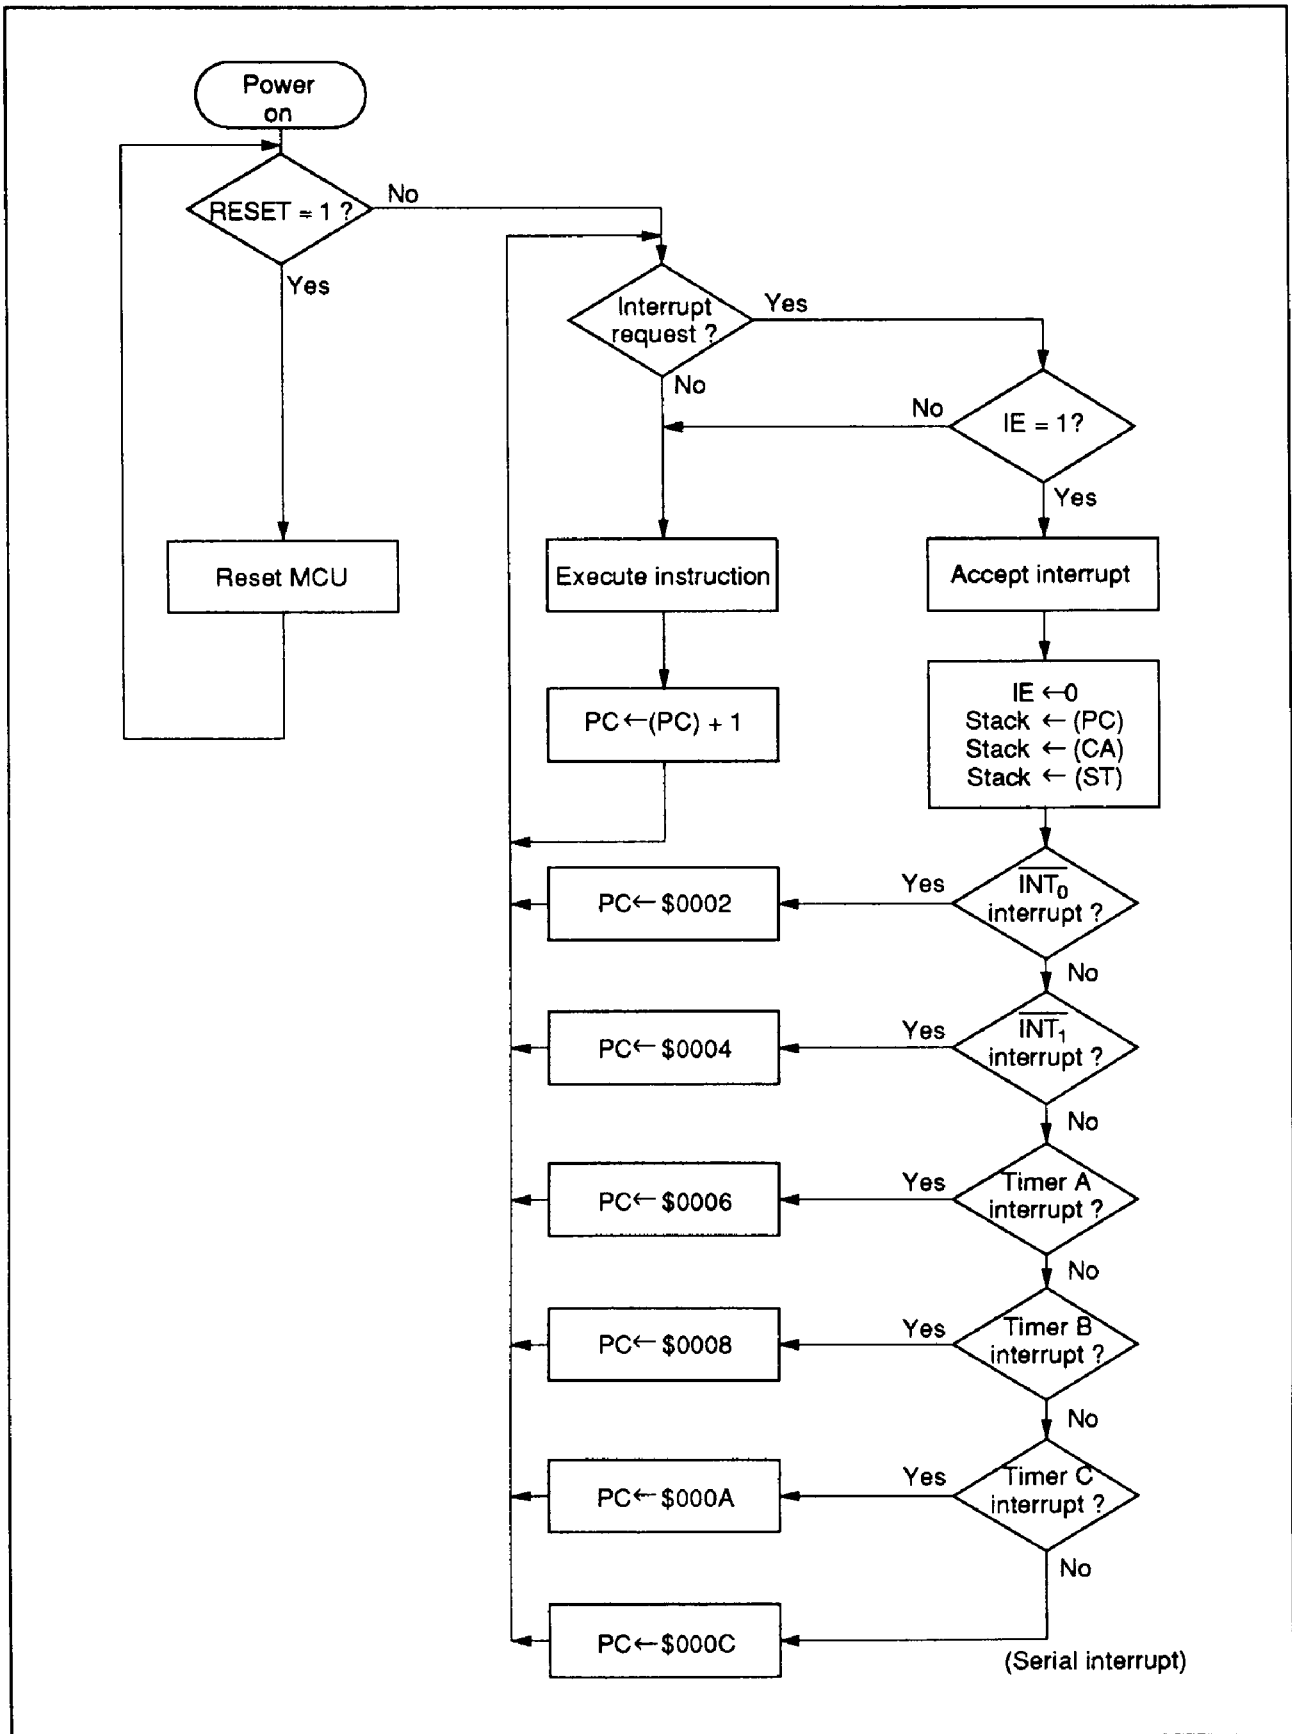 Power
on
RESET = 1 ?
No
Yes
Interrupt
request ?
Yes
No
IE = 1?
No
Yes
Reset MCU
Execute instruction
Accept interrupt
PC←(PC) + 1
IE ←0
Stack ← (PC)
Stack ← (CA)
Stack ← (ST)
INT0
interrupt ?
Yes
PC← $0002
No
INT1
interrupt ?
Yes
PC← $0004
No
Timer A
interrupt ?
Yes
PC← $0006
No
Timer B
interrupt ?
Yes
PC← $0008
No
Timer C
interrupt ?
Yes
PC← $000A
No
PC← $000C
(Serial interrupt)